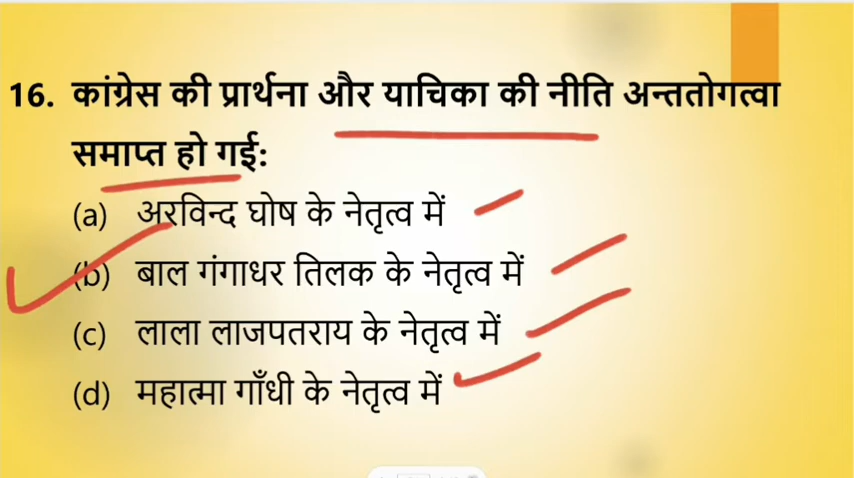 16. कांग्रेस की प्रार्थना और याचिका की नीति अन्ततोगत्वा
समाप्त हो गई:
(a) अरविन्द घोष के नेतृत्व में
(b) बाल गंगाधर तिलक के नेतृत्व में
(c) लाला लाजपतराय के नेतृत्व में
(d) महात्मा गाँधी के नेतृत्व में